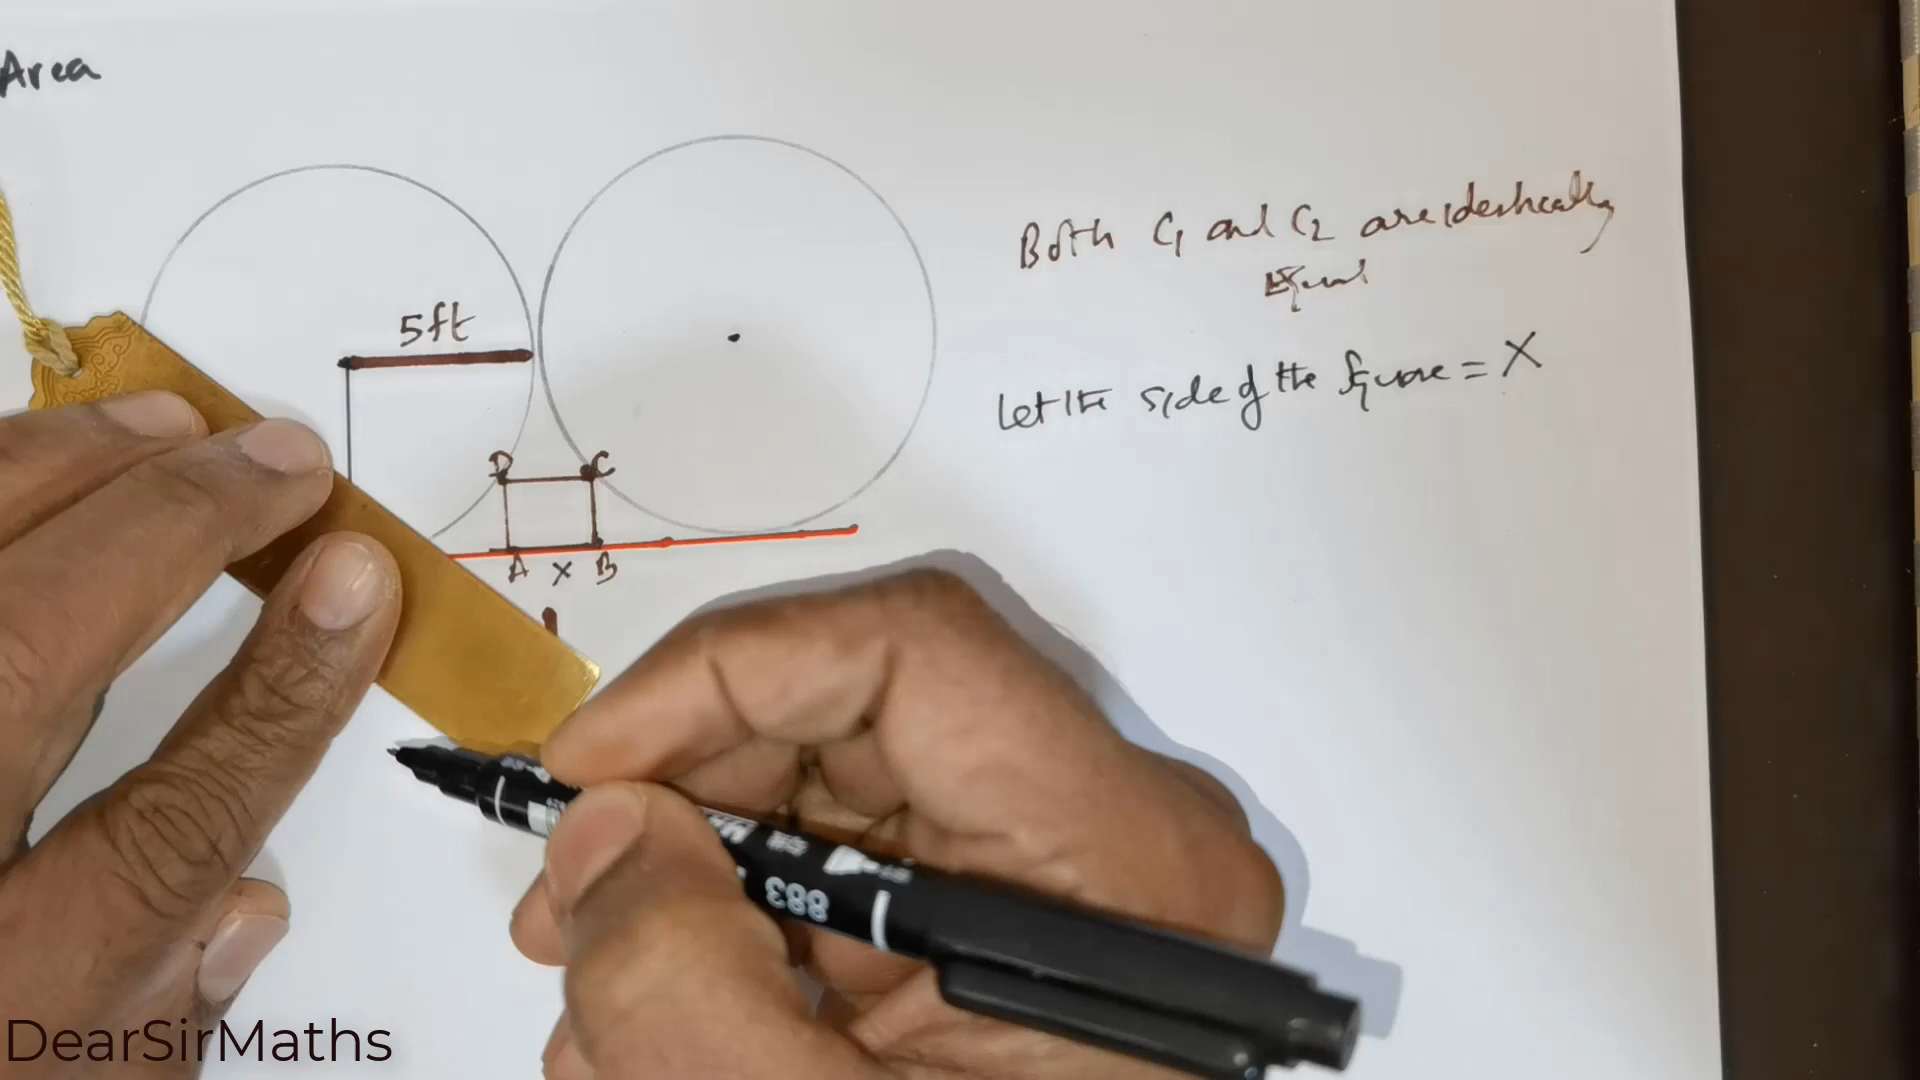 Area
Both C1 and C2 are identically
Equal
5ft
Let the side of the square = X
D C
A X B
883
DearSirMaths